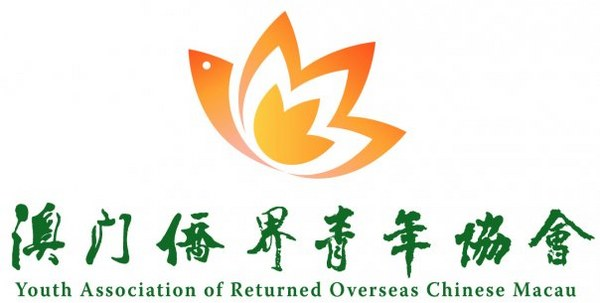 澳门僑界青年協會
Youth Association of Returned Overseas Chinese Macau